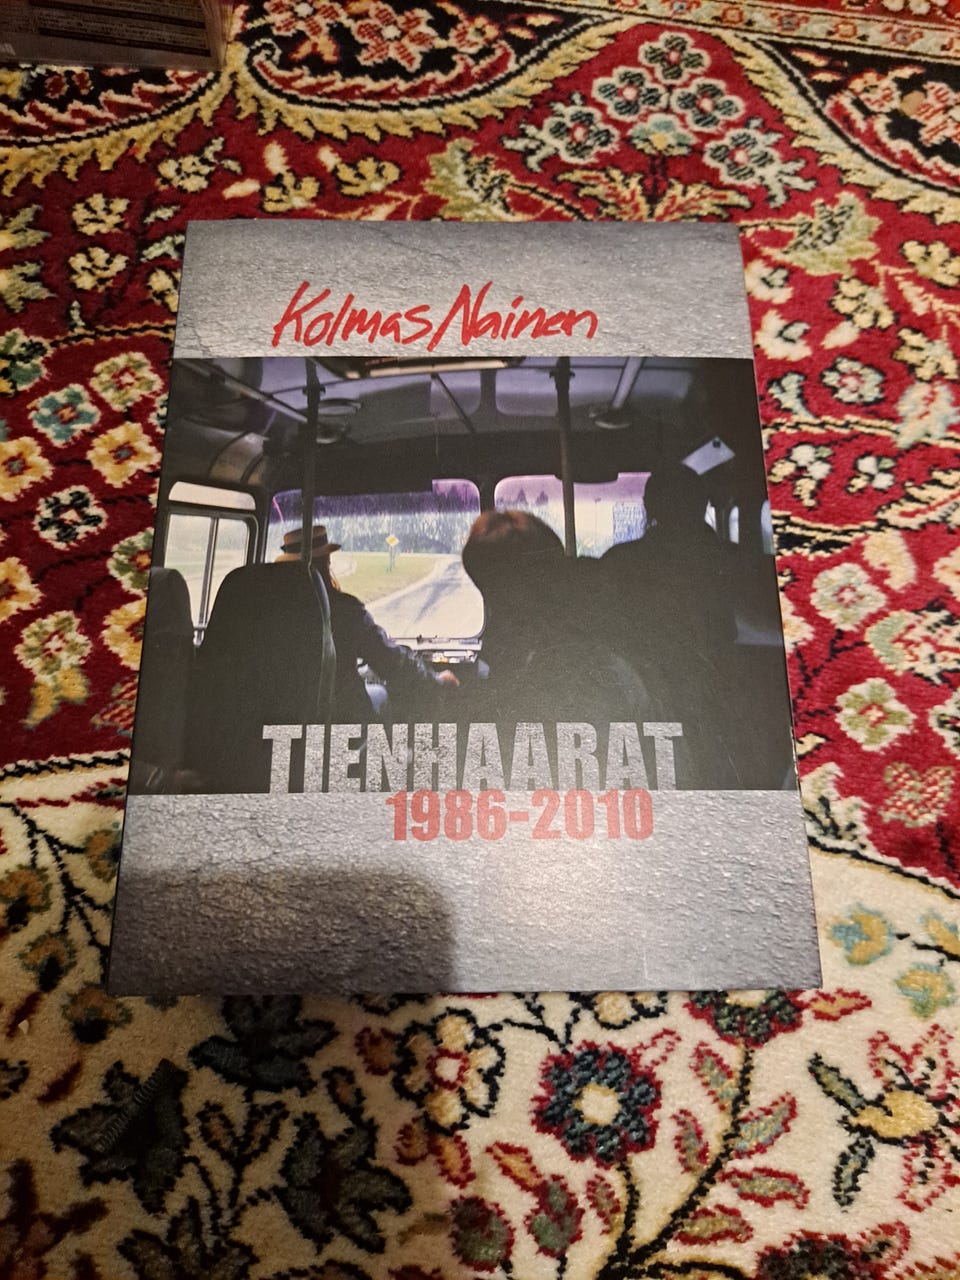 Kolmas Nainen
TIENHAARAT
1986-2010